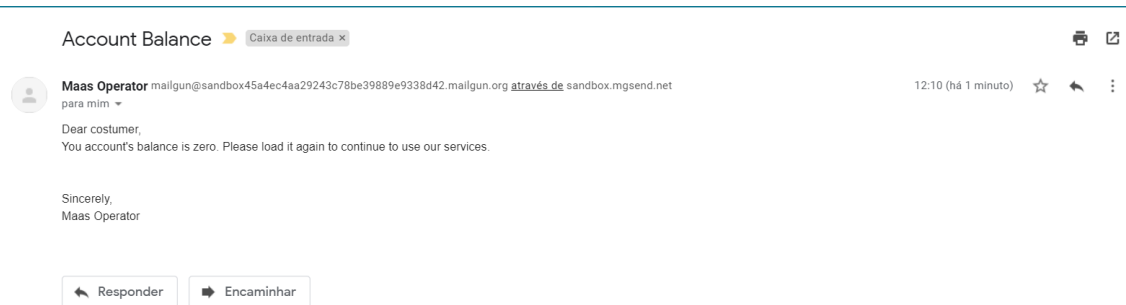 Account Balance Caixa de entrada ×
Maas Operator mailgun@sandbox45a4ec4aa29243c78be39889e9338d42.mailgun.org através de sandbox.mgsend.net 12:10 (há 1 minuto)
para mim
Dear costumer,
You account's balance is zero. Please load it again to continue to use our services.
Sincerely,
Maas Operator
Responder Encaminhar